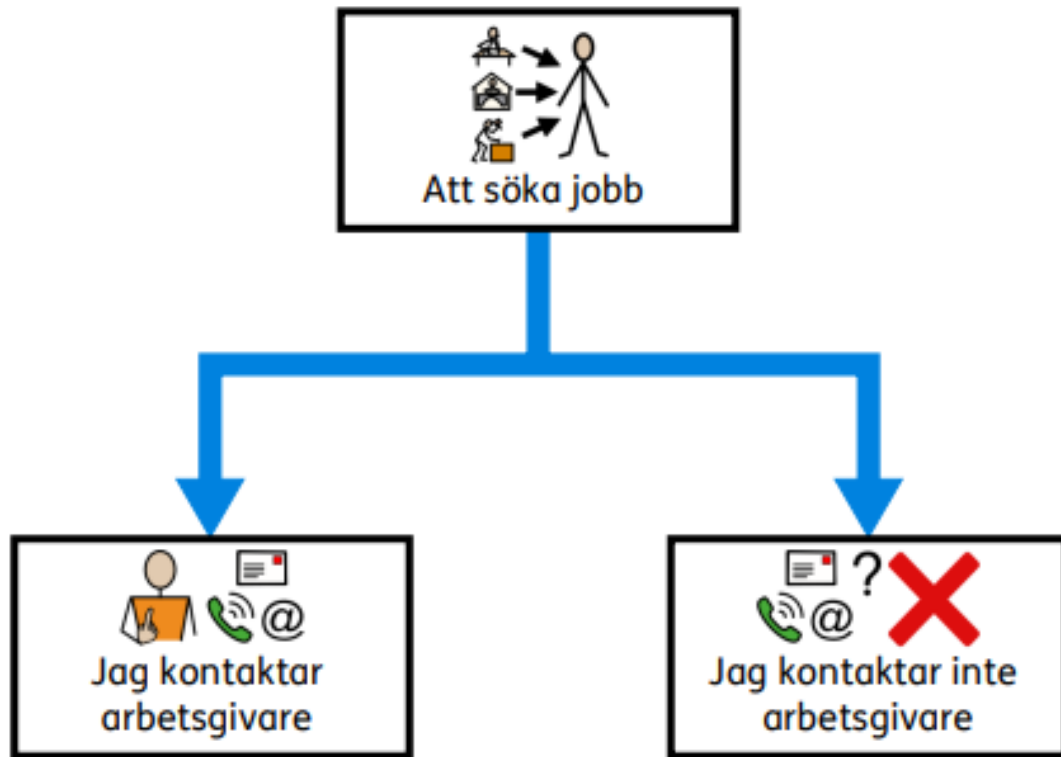 Att söka jobb
@
Jag kontaktar
arbetsgivare
?
@
Jag kontaktar inte
arbetsgivare